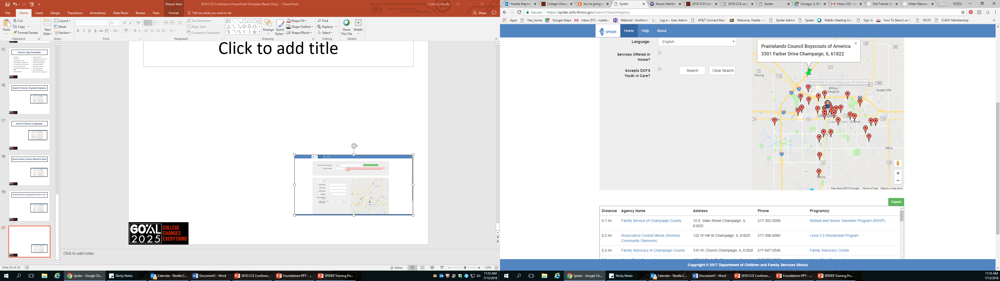 Picture Tools
2018 CCE Conference PowerPoint Template [Read-Only] - PowerPoint
Cothern, Noelle
File Home Insert Design Transitions Animations Slide Show Review View Format Tell me what you want to do Share
Paste
Cut
Copy
Format Painter
Clipboard
New Slide
Layout
Reset
Section
Slides
32
Font
Text Direction
Align Text
Convert to SmartArt
Paragraph
Arrange
Quick Styles
Shape Fill
Shape Outline
Shape Effects
Drawing
Find
Replace
Select
Editing
Share This File
WebEx
WebEx
15
Service Type Examples
16
Search Criteria: Payment Options
17
Search Criteria: Languages
18
Search Criteria: Services Offered In Home
19
Search Criteria: Accepting DCFS Youth in Care
20
Click to add title
GOAL 2025
COLLEGE CHANGES EVERYTHING
Click to add notes
Slide 20 of 20
Notes
120%
Spider - Google Ch...
Sticky Notes
Calendar - Noelle.C...
Document1 - Word
2018 CCE Conferen...
Foundations PPT - ...
SPIDER Training Po...
11:55 AM
7/13/2018
Noelle Maynar
College Chang
You're going to
Spider
About: Mental
2018 CCE Conf
2018-CCE-conf
Spider
Chicago, IL 606
Inbox (10) - no
Old Friends Se
Kitten Rescue
Noelle
Secure https://spider.dcfs.illinois.gov/Search/SearchAgency
Apps
Nav_home
Google Maps
Inbox (57) - noellecc
Webmail : Northwes
Log in - User Admin
AT&T Connect Meet
Welcome, Noelle – B
Spider Admin
Spider
WebEx Meeting Cen
Sign In
How To Stencil on C
IDCFS
ICADV Membership
SPIDER
Home
Help
About
Language:
English
Services Offered in Home?
Accepts DCFS Youth in Care?
Search
Clear Search
Prairielands Council Boyscouts of America
3301 Farber Drive Champaign, IL 61822
Prairielands Council Boyscouts of America
Rising
Wilbur Heights
Augerville
Champaign
CAMPUSTOWN
Urbana
Mira
Savoy
Map data ©2018 Google Terms of Use Report a map error
Export
Distance Agency Name Address Phone Program(s)
0.1 mi Family Service of Champaign County 15 E. Main Street Champaign, IL 61820 217-352-0099 Retired and Senior Volunteer Program (RSVP)
0.2 mi Rosecrance Central Illinois (formerly Community Elements) 122 W Hill St Champaign, IL 61820 217-398-8080 Level 3.5 Residential Program
0.2 mi Family Advocacy in Champaign County 310 W. Church Champaign, IL 61820 217-607-0546 Family Advocacy Center
Copyright © 2017 Department of Children and Family Services Illinois
Spider - Google Ch...
Sticky Notes
Calendar - Noelle.C...
Document1 - Word
2018 CCE Conferen...
Foundations PPT - ...
SPIDER Training Po...
11:55 AM
7/13/2018